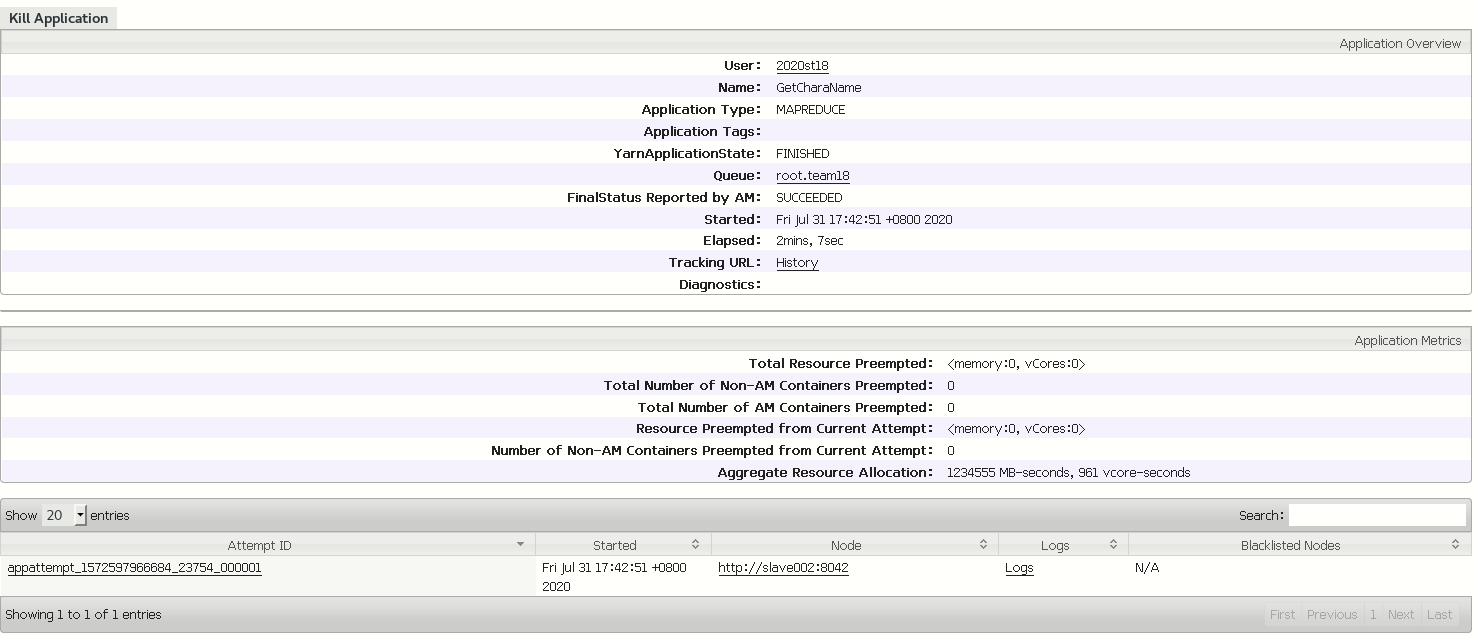 Kill Application
Application Overview
User: 2020st18
Name: GetCharaName
Application Type: MAPREDUCE
Application Tags:
YarnApplicationState: FINISHED
Queue: root.team18
FinalStatus Reported by AM: SUCCEEDED
Started: Fri Jul 31 17:42:51 +0800 2020
Elapsed: 2mins, 7sec
Tracking URL: History
Diagnostics:
Application Metrics
Total Resource Preempted: <memory:0, vCores:0>
Total Number of Non-AM Containers Preempted: 0
Total Number of AM Containers Preempted: 0
Resource Preempted from Current Attempt: <memory:0, vCores:0>
Number of Non-AM Containers Preempted from Current Attempt: 0
Aggregate Resource Allocation: 1234555 MB-seconds, 961 vcore-seconds
Show 20 entries Search:
Attempt ID Started Node Logs Blacklisted Nodes
appattempt_1572597966684_23754_000001 Fri Jul 31 17:42:51 +0800 http://slave002:8042 Logs N/A
2020
Showing 1 to 1 of 1 entries First Previous 1 Next Last